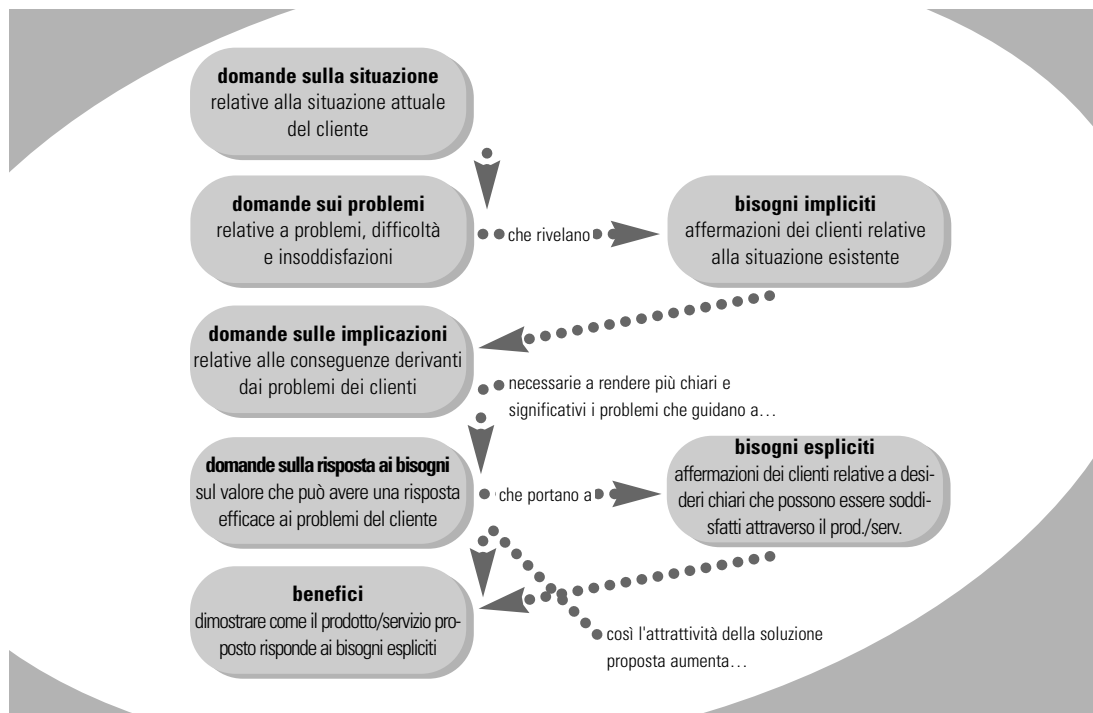 domande sulla situazione
relative alla situazione attuale
del cliente
domande sui problemi
relative a problemi, difficoltà
e insoddisfazioni
che rivelano
bisogni impliciti
affermazioni dei clienti relative
alla situazione esistente
domande sulle implicazioni
relative alle conseguenze derivanti
dai problemi dei clienti
necessarie a rendere più chiari e
significativi i problemi che guidano a…
domande sulla risposta ai bisogni
sul valore che può avere una risposta
efficace ai problemi del cliente
che portano a
bisogni espliciti
affermazioni dei clienti relative a desi-
deri chiari che possono essere soddi-
sfatti attraverso il prod./serv.
benefici
dimostrare come il prodotto/servizio pro-
posto risponde ai bisogni espliciti
così l'attrattività della soluzione
proposta aumenta…